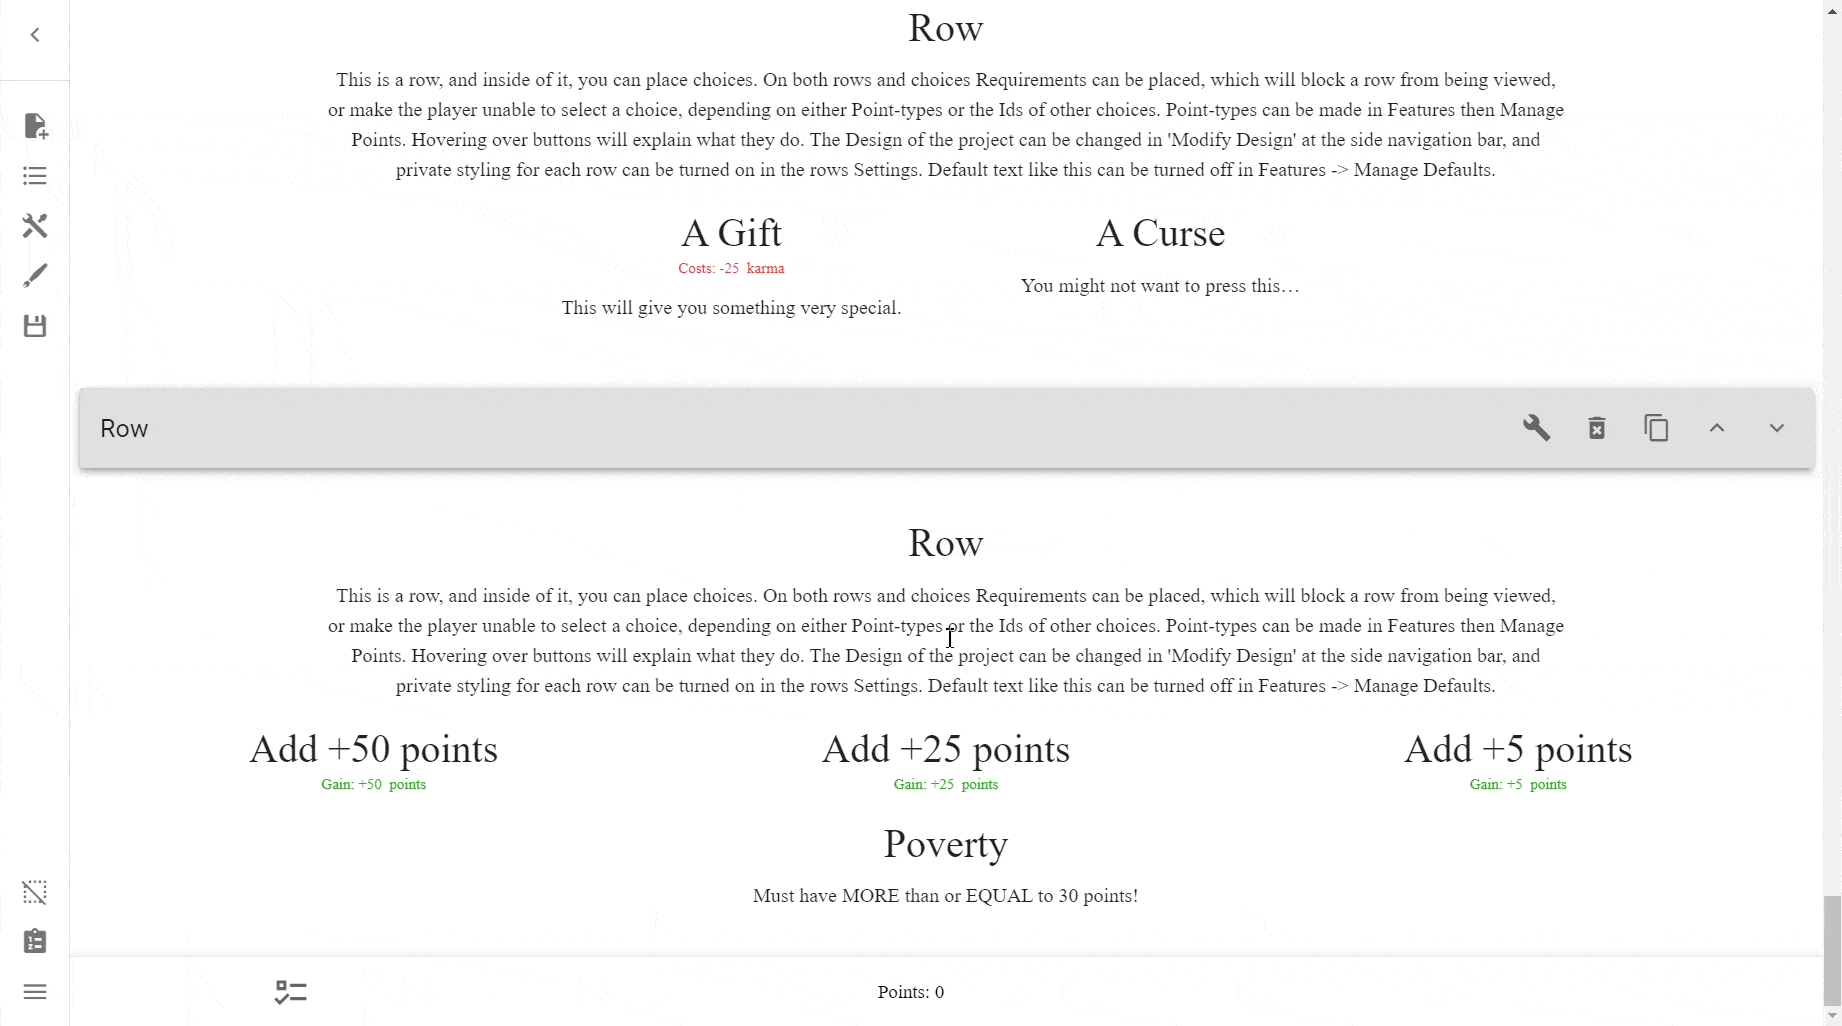 Row
This is a row, and inside of it, you can place choices. On both rows and choices Requirements can be placed, which will block a row from being viewed,
or make the player unable to select a choice, depending on either Point-types or the Ids of other choices. Point-types can be made in Features then Manage
Points. Hovering over buttons will explain what they do. The Design of the project can be changed in 'Modify Design' at the side navigation bar, and
private styling for each row can be turned on in the rows Settings. Default text like this can be turned off in Features -> Manage Defaults.
A Gift
Costs: -25 karma
This will give you something very special.
A Curse
You might not want to press this…
Row
Row
This is a row, and inside of it, you can place choices. On both rows and choices Requirements can be placed, which will block a row from being viewed,
or make the player unable to select a choice, depending on either Point-types or the Ids of other choices. Point-types can be made in Features then Manage
Points. Hovering over buttons will explain what they do. The Design of the project can be changed in 'Modify Design' at the side navigation bar, and
private styling for each row can be turned on in the rows Settings. Default text like this can be turned off in Features -> Manage Defaults.
Add +50 points
Gain: +50 points
Add +25 points
Gain: +25 points
Add +5 points
Gain: +5 points
Poverty
Must have MORE than or EQUAL to 30 points!
Points: 0